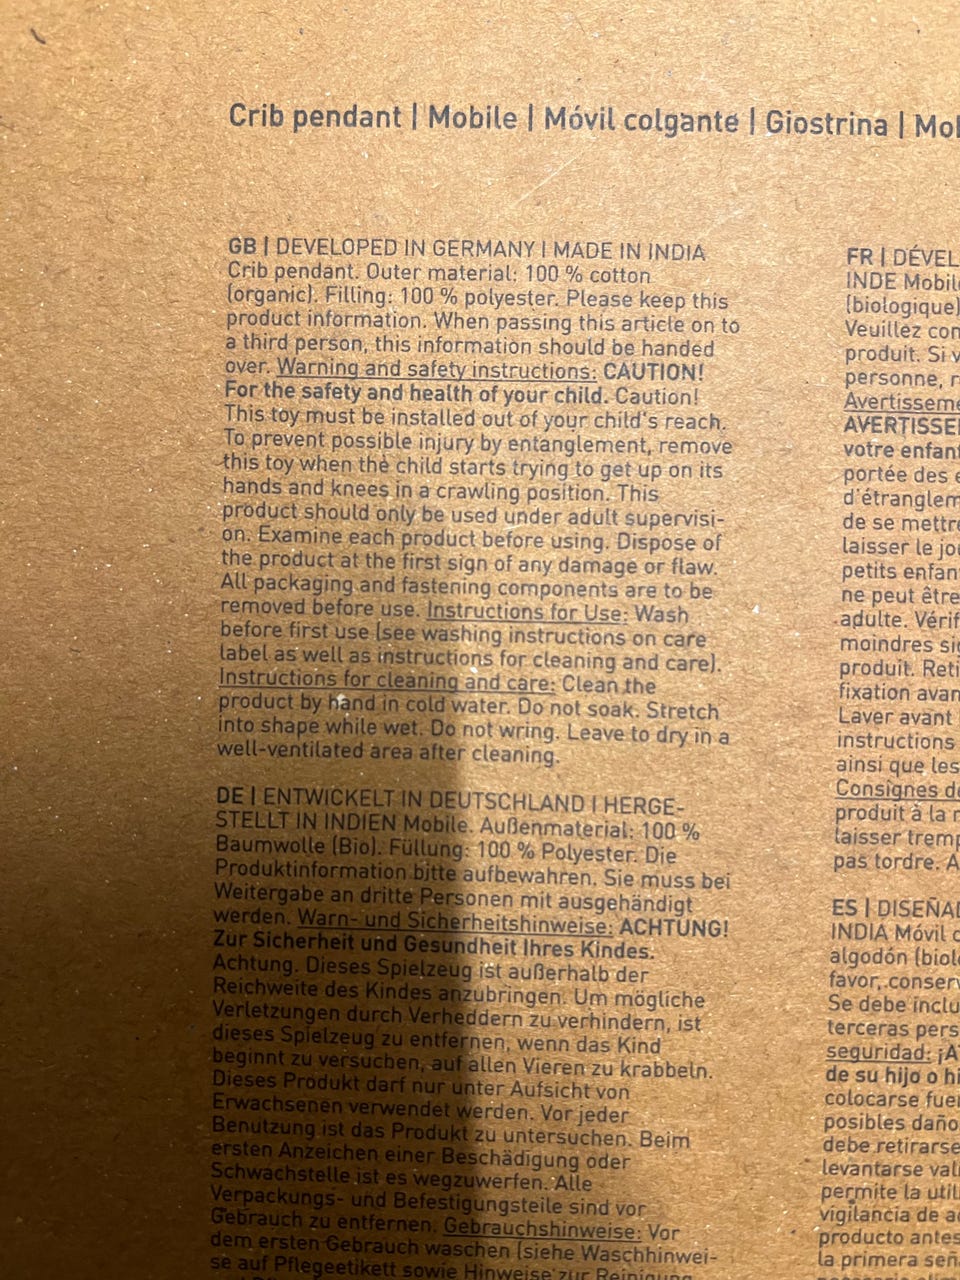 Crib pendant | Mobile | Móvil colgante | Giostrina | Mob
GB | DEVELOPED IN GERMANY I MADE IN INDIA
Crib pendant. Outer material: 100 % cotton
(organic). Filling: 100 % polyester. Please keep this
product information. When passing this article on to
a third person, this information should be handed
over. Warning and safety instructions: CAUTION!
For the safety and health of your child. Caution!
This toy must be installed out of your child's reach.
To prevent possible injury by entanglement, remove
this toy when the child starts trying to get up on its
hands and knees in a crawling position. This
product should only be used under adult supervisi-
on. Examine each product before using. Dispose of
the product at the first sign of any damage or flaw.
All packaging and fastening components are to be
removed before use. Instructions for Use: Wash
before first use (see washing instructions on care
label as well as instructions for cleaning and care).
Instructions for cleaning and care: Clean the
product by hand in cold water. Do not soak. Stretch
into shape while wet. Do not wring. Leave to dry in a
well-ventilated area after cleaning.
DE | ENTWICKELT IN DEUTSCHLAND I HERGE-
STELLT IN INDIEN Mobile. Außenmaterial: 100 %
Baumwolle (Bio). Füllung: 100 % Polyester. Die
Produktinformation bitte aufbewahren. Sie muss bei
Weitergabe an dritte Personen mit ausgehändigt
werden. Warn- und Sicherheitshinweise: ACHTUNG!
Zur Sicherheit und Gesundheit Ihres Kindes.
Achtung. Dieses Spielzeug ist außerhalb der
Reichweite des Kindes anzubringen. Um mögliche
Verletzungen durch Verheddern zu verhindern, ist
dieses Spielzeug zu entfernen, wenn das Kind
beginnt zu versuchen, auf allen Vieren zu krabbeln.
Dieses Produkt darf nur unter Aufsicht von
Erwachsenen verwendet werden. Vor jeder
Benutzung ist das Produkt zu untersuchen. Beim
ersten Anzeichen einer Beschädigung oder
Schwachstelle ist es wegzuwerfen. Alle
Verpackungs- und Befestigungsteile sind vor
Gebrauch zu entfernen. Gebrauchshinweise: Vor
dem ersten Gebrauch waschen (siehe Waschhinwei-
se auf Pflegeetikett sowie Hinweise zur Reinigung
FR | DÉVEL
INDE Mobile
(biologique)
Veuillez con
produit. Si v
personne, r
Avertisseme
AVERTISSE
votre enfant
portée des e
d'étranglem
de se mettre
laisser le jou
petits enfan
ne peut être
adulte. Vérif
moindres si
produit. Reti
fixation avan
Laver avant
instructions
ainsi que les
Consignes de
produit à la m
laisser tremp
pas tordre. A
ES | DISEÑAD
INDIA Móvil c
algodón (bioló
favor, conserv
Se debe inclu
terceras pers
seguridad: ¡A
de su hijo o hi
colocarse fuer
posibles daño
debe retirarse
levantarse val
permite la util
vigilancia de a
producto antes
la primera señ